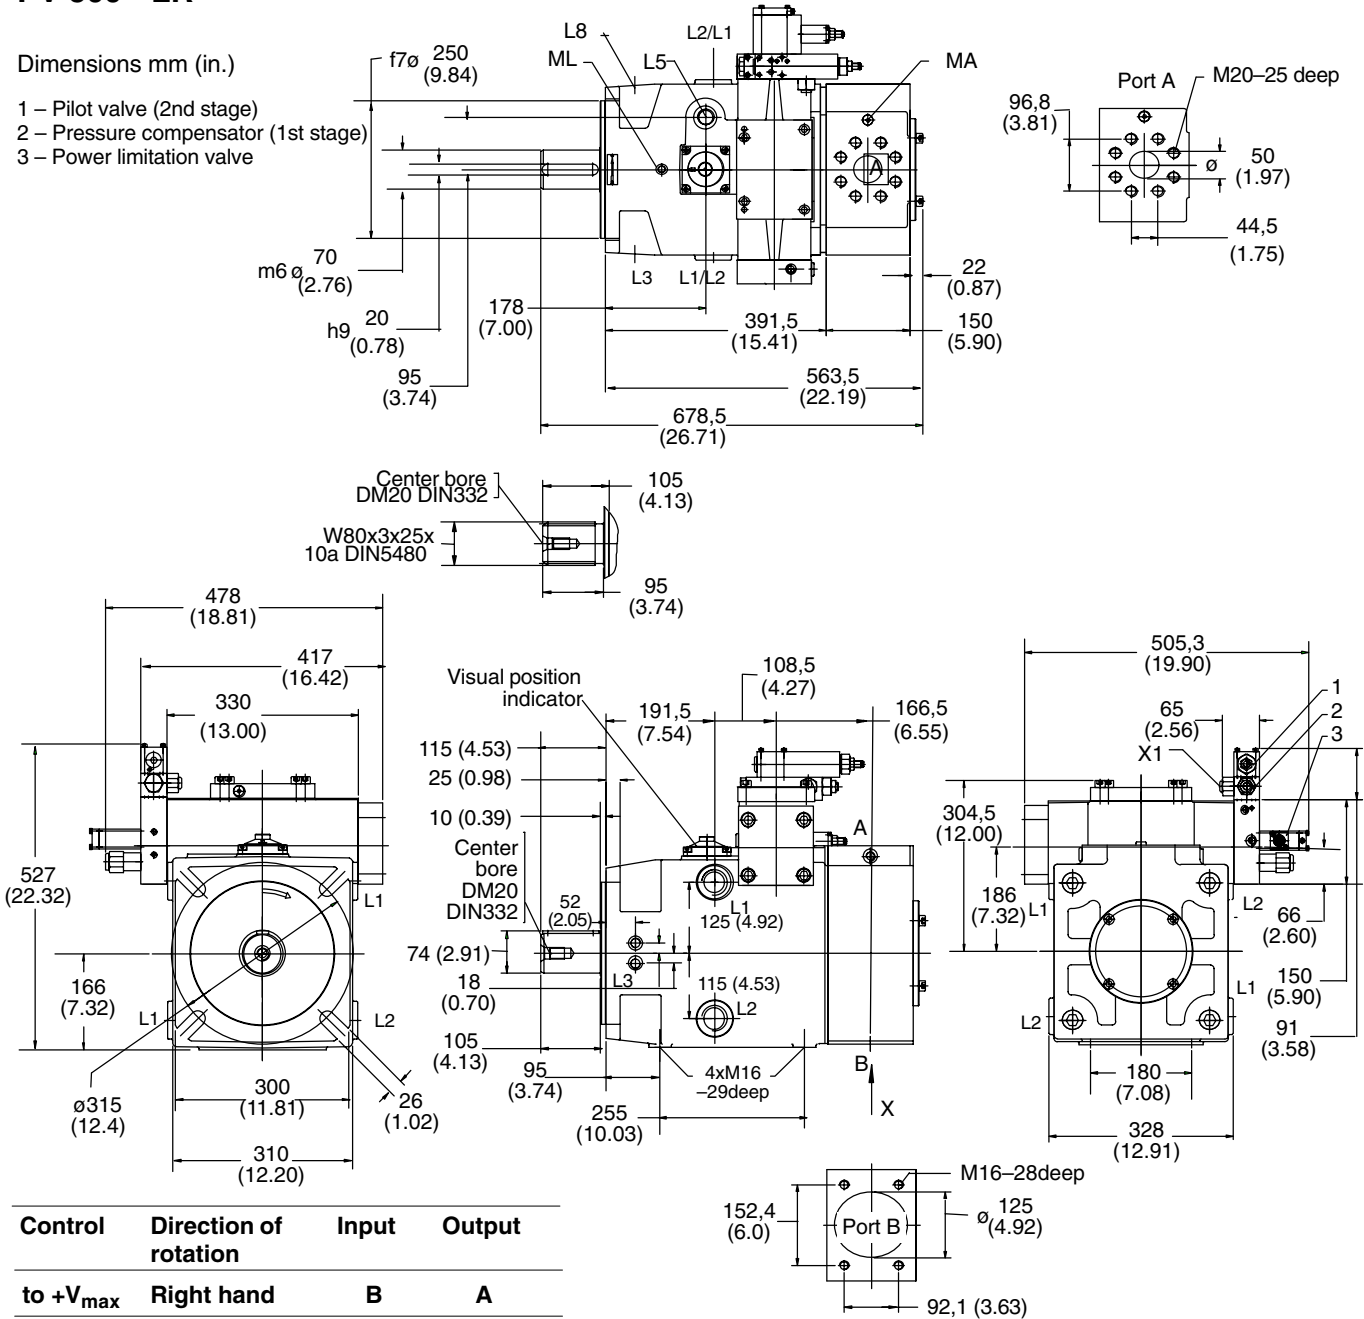 Dimensions mm (in.)
1 – Pilot valve (2nd stage)
2 – Pressure compensator (1st stage)
3 – Power limitation valve
f7ø 250
(9.84)
L8
ML
L5
L2/L1
MA
A
L3
L1/L2
m6 ø 70
(2.76)
h9 20
(0.78)
95
(3.74)
178
(7.00)
391,5
(15.41)
22
(0.87)
150
(5.90)
563,5
(22.19)
678,5
(26.71)
Port A
M20–25 deep
96,8
(3.81)
ø 50
(1.97)
44,5
(1.75)
Center bore
DM20 DIN332
W80x3x25x
10a DIN5480
105
(4.13)
95
(3.74)
478
(18.81)
417
(16.42)
330
(13.00)
527
(22.32)
166
(7.32)
L1
L1
L2
ø315
(12.4)
300
(11.81)
26
(1.02)
310
(12.20)
Visual position
indicator
108,5
(4.27)
191,5
(7.54)
166,5
(6.55)
115 (4.53)
25 (0.98)
10 (0.39)
Center
bore
DM20
DIN332
52
(2.05)
74 (2.91)
18
(0.70)
105
(4.13)
95
(3.74)
A
L1
125 (4.92)
L3
115 (4.53)
L2
4xM16
–29deep
255
(10.03)
B
X
505,3
(19.90)
65
(2.56)
X1
1
2
3
304,5
(12.00)
186
(7.32)
L1
L2
66
(2.60)
L1
150
(5.90)
L2
91
(3.58)
180
(7.08)
328
(12.91)
M16–28deep
152,4
(6.0)
Port B
ø 125
(4.92)
92,1 (3.63)
Control Direction of rotation Input Output
to +Vmax Right hand B A